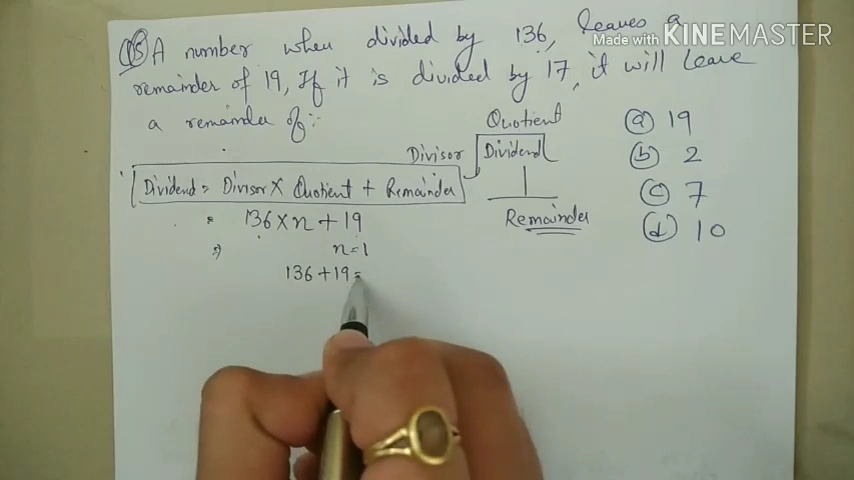 Q5 A number when divided by 136, leaves a
Made with KINEMASTER
remainder of 19, If it is divided by 17, it will leave
a remainder of:
Quotient
Divisor Dividend
Remainder
(a) 19
(b) 2
(c) 7
(d) 10
Dividend = Divisor × Quotient + Remainder
= 136 × n + 19
⇒ n = 1
136 + 19 =